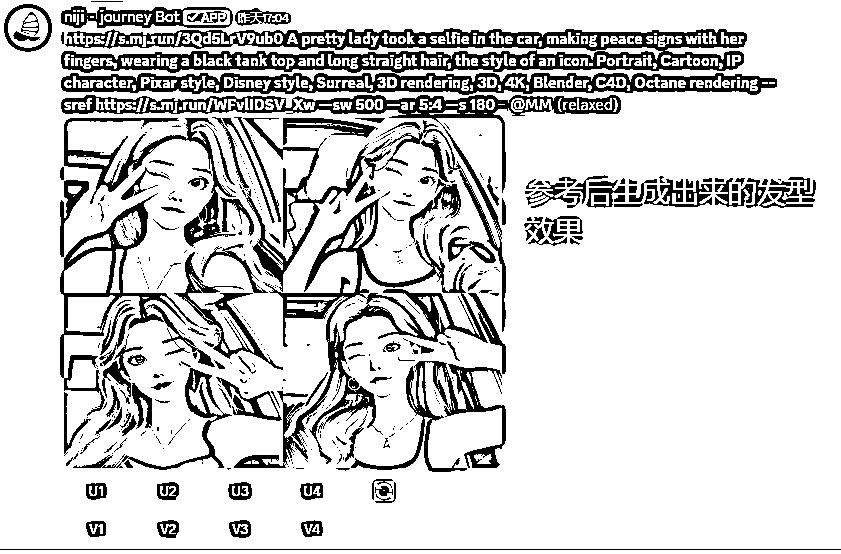 niji · journey Bot ✓ APP 昨天17:04
https://s.mj.run/3Qd5LrV9ub0 A pretty lady took a selfie in the car, making peace signs with her
fingers, wearing a black tank top and long straight hair, the style of an icon. Portrait, Cartoon, IP
character, Pixar style, Disney style, Surreal, 3D rendering, 3D, 4K, Blender, C4D, Octane rendering --
sref https://s.mj.run/WFvlIDSV_Xw --sw 500 --ar 5:4 --s 180 - @MM (relaxed)
参考后生成出来的发型
效果
U1 U2 U3 U4
V1 V2 V3 V4